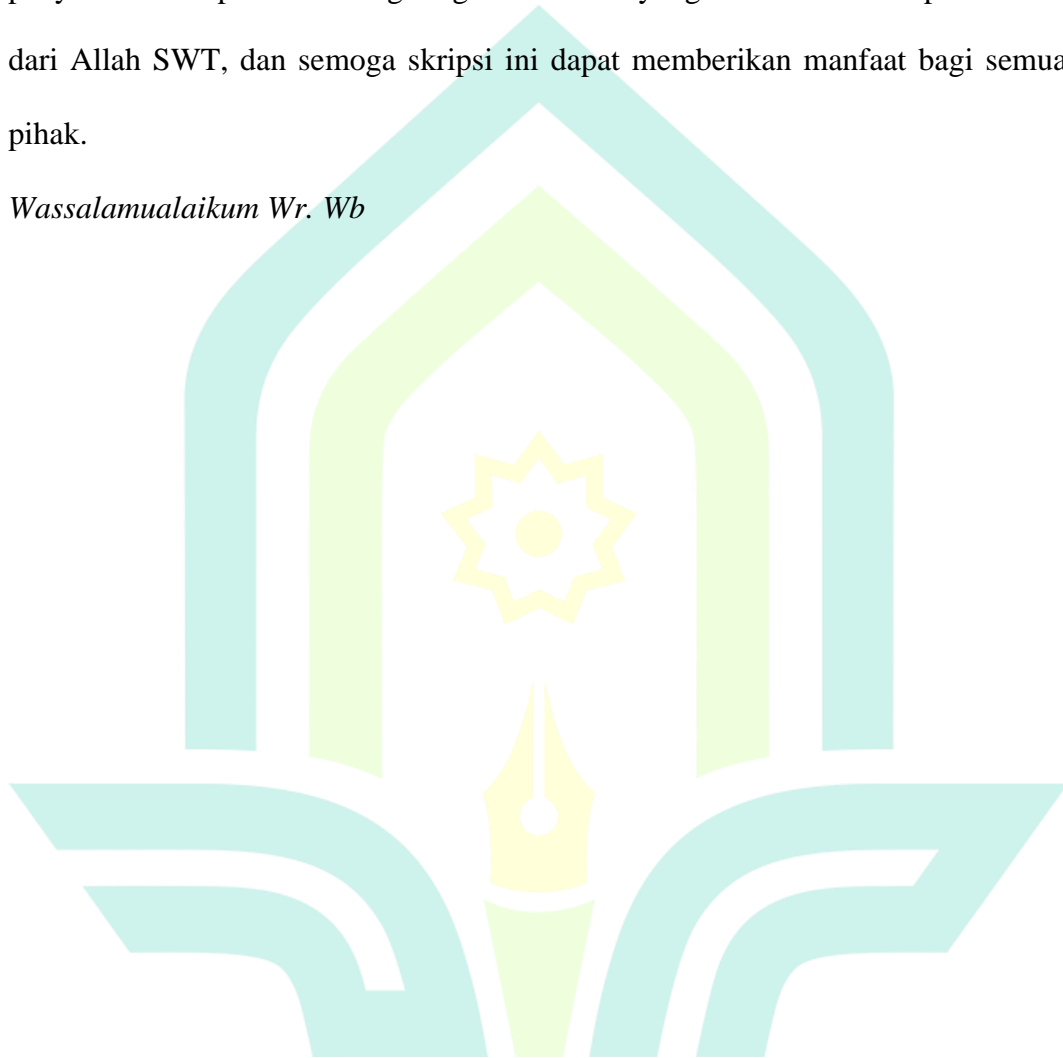 dari Allah SWT, dan semoga skripsi ini dapat memberikan manfaat bagi semua
pihak.
Wassalamualaikum Wr. Wb